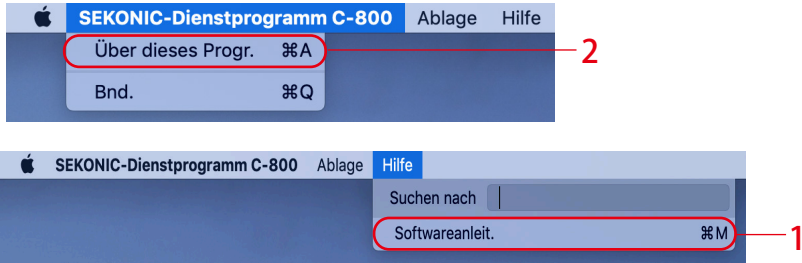 SEKONIC-Dienstprogramm C-800 Ablage Hilfe
Über dieses Progr. ⌘A 2
Bnd. ⌘Q
SEKONIC-Dienstprogramm C-800 Ablage Hilfe
Suchen nach
Softwareanleit. ⌘M 1